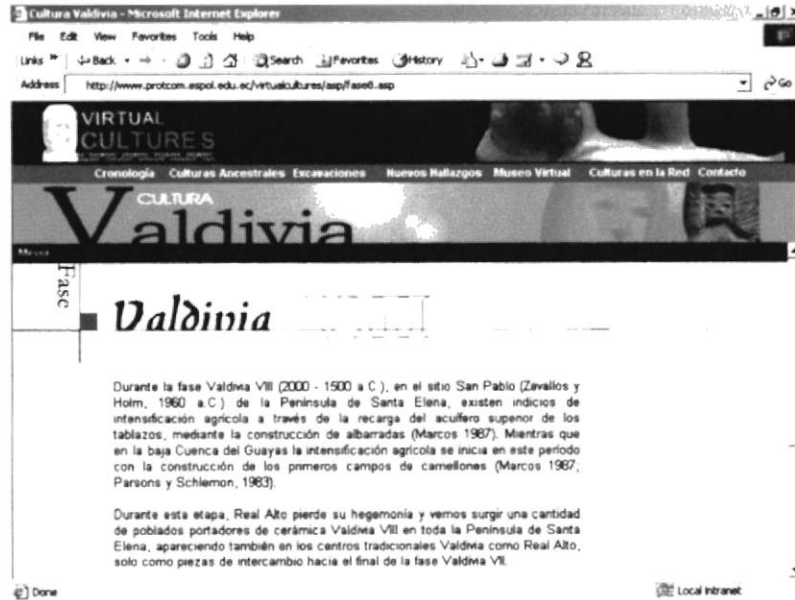 Cultura Valdivia - Microsoft Internet Explorer
File Edit View Favorites Tools Help
Links » Back Search Favorites History
Address http://www.protcom.espol.edu.ec/virtualcultures/asp/fase8.asp Go
VIRTUAL
CULTURES
Cronología Culturas Ancestrales Excavaciones Nuevos Hallazgos Museo Virtual Culturas en la Red Contacto
CULTURA
Valdivia
Fase
Valdivia
Durante la fase Valdivia VIII (2000 - 1500 a C ), en el sitio San Pablo (Zevallos y
Holm, 1960 a.C.) de la Península de Santa Elena, existen indicios de
intensificación agrícola a través de la recarga del acuífero superior de los
tablazos, mediante la construcción de albarradas (Marcos 1987). Mientras que
en la baja Cuenca del Guayas la intensificación agrícola se inicia en este período
con la construcción de los primeros campos de camellones (Marcos 1987;
Parsons y Schlemon, 1983).
Durante esta etapa, Real Alto pierde su hegemonía y vemos surgir una cantidad
de poblados portadores de cerámica Valdivia VIII en toda la Península de Santa
Elena, apareciendo también en los centros tradicionales Valdivia como Real Alto,
solo como piezas de intercambio hacia el final de la fase Valdivia VII.
Done Local intranet